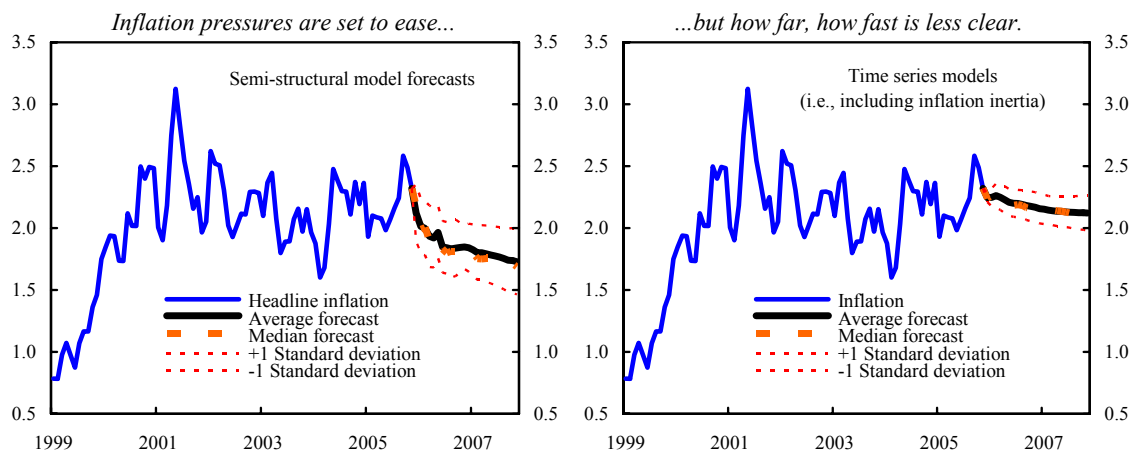 Inflation pressures are set to ease...
3.5
3.0
2.5
2.0
1.5
1.0
0.5
Semi-structural model forecasts
Headline inflation
Average forecast
Median forecast
+1 Standard deviation
-1 Standard deviation
3.5
3.0
2.5
2.0
1.5
1.0
0.5
1999 2001 2003 2005 2007
...but how far, how fast is less clear.
3.5
3.0
2.5
2.0
1.5
1.0
0.5
Time series models
(i.e., including inflation inertia)
Inflation
Average forecast
Median forecast
+1 Standard deviation
-1 Standard deviation
3.5
3.0
2.5
2.0
1.5
1.0
0.5
1999 2001 2003 2005 2007